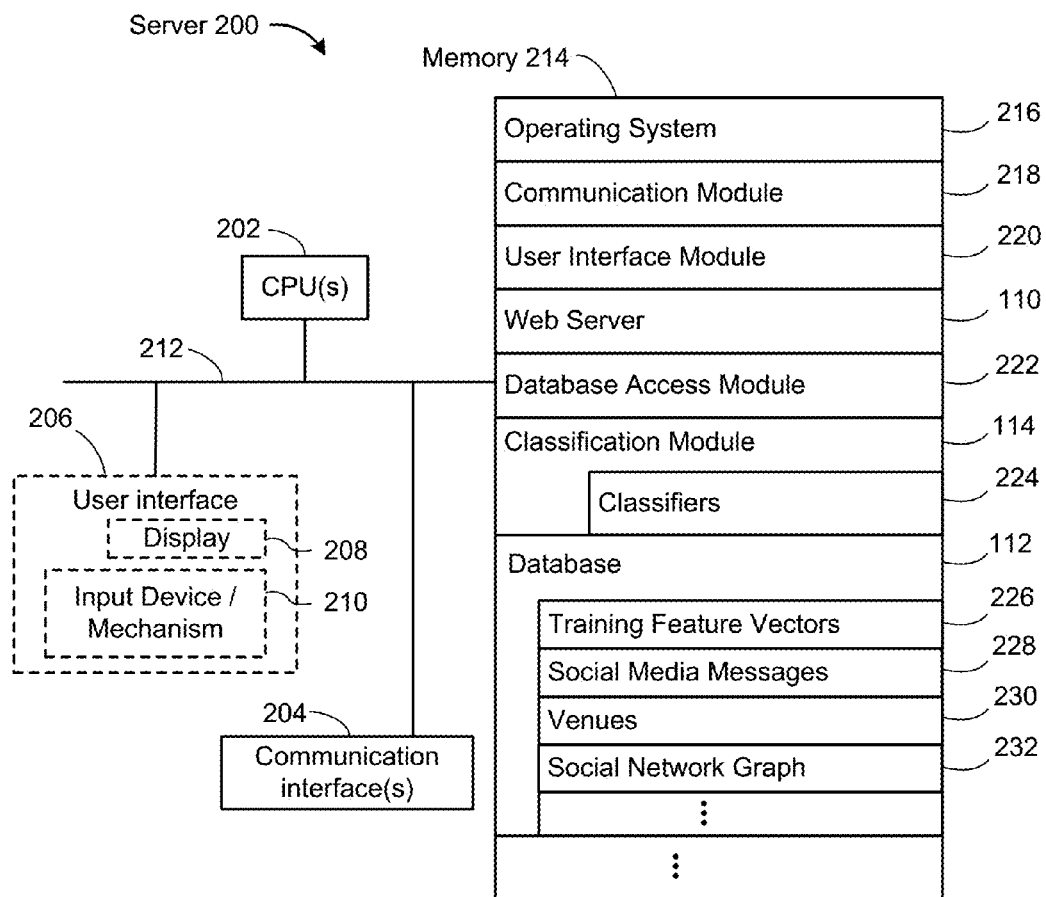 Server 200
Memory 214
Operating System
216
Communication Module
218
User Interface Module
220
Web Server
110
Database Access Module
222
Classification Module
114
Classifiers
224
Database
112
Training Feature Vectors
226
Social Media Messages
228
Venues
230
Social Network Graph
232
202
CPU(s)
212
206
User interface
Display
208
Input Device /
Mechanism
210
204
Communication
interface(s)